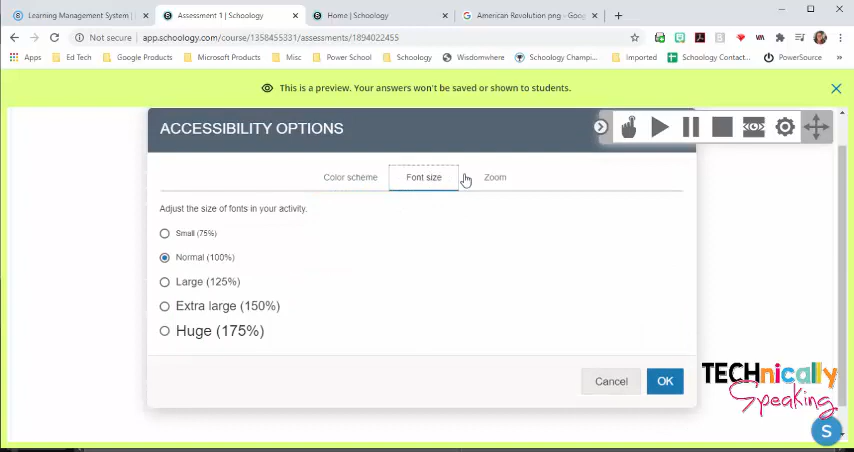 Learning Management System |
Assessment 1 | Schoology
Home | Schoology
American Revolution png - Goog
Not secure | app.schoology.com/course/1358455331/assessments/1894022455
Apps Ed Tech Google Products Microsoft Products Misc Power School Schoology Wisdomwhere Schoology Champi... Imported Schoology Contact... PowerSource »
This is a preview. Your answers won't be saved or shown to students.
ACCESSIBILITY OPTIONS
Color scheme Font size Zoom
Adjust the size of fonts in your activity.
Small (75%)
Normal (100%)
Large (125%)
Extra large (150%)
Huge (175%)
Cancel OK
TECHnically
Speaking
S